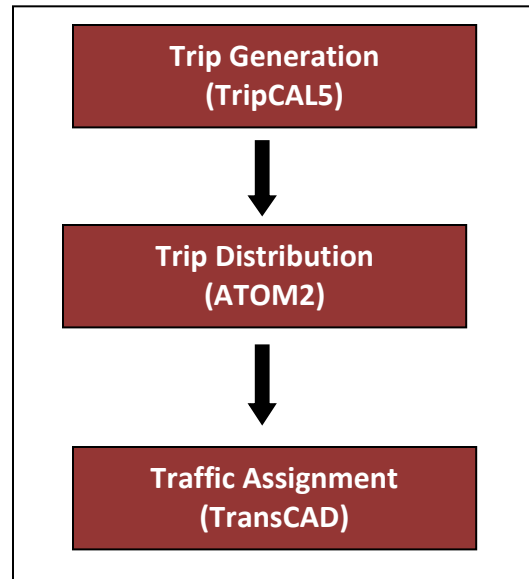 Trip Generation
(TripCAL5)
Trip Distribution
(ATOM2)
Traffic Assignment
(TransCAD)